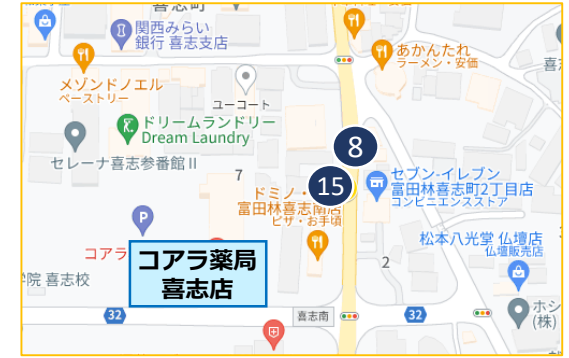 喜志町
関西みらい
銀行 喜志支店
あかんたれ
ラーメン・安価
メゾンドノエル
ペーストリー
ユーコート
ドリームランドリー
Dream Laundry
セレーナ喜志参番館Ⅱ
8
15
7
ドミノ・
富田林喜志南店
ピザ・お手頃
セブン-イレブン
富田林喜志町2丁目店
コンビニエンスストア
P
コアラ
コアラ薬局
喜志店
松本八光堂 仏壇店
仏壇販売店
2
学院 喜志校
32
喜志南
32
ホシ
(株)